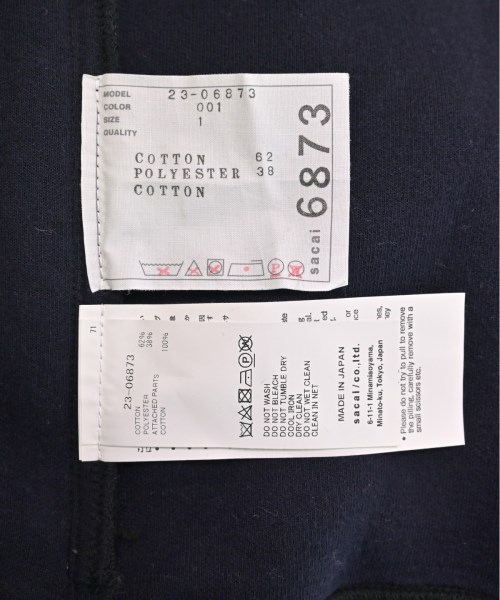 MODEL 23-06873
COLOR 001
SIZE 1
QUALITY
COTTON 62
POLYESTER 38
COTTON
sacai 6873
71
23-06873
COTTON 62%
POLYESTER 38%
ATTACHED PARTS
COTTON 100%
DO NOT WASH
DO NOT BLEACH
DO NOT TUMBLE DRY
COOL IRON
DRY CLEAN
DO NOT WET CLEAN
CLEAN IN NET
MADE IN JAPAN
sacai/co.,ltd.
6-11-1 Minamiaoyama,
Minato-ku, Tokyo, Japan
• Please do not try to pull to remove
the pilling, carefully remove with a
small scissors etc.